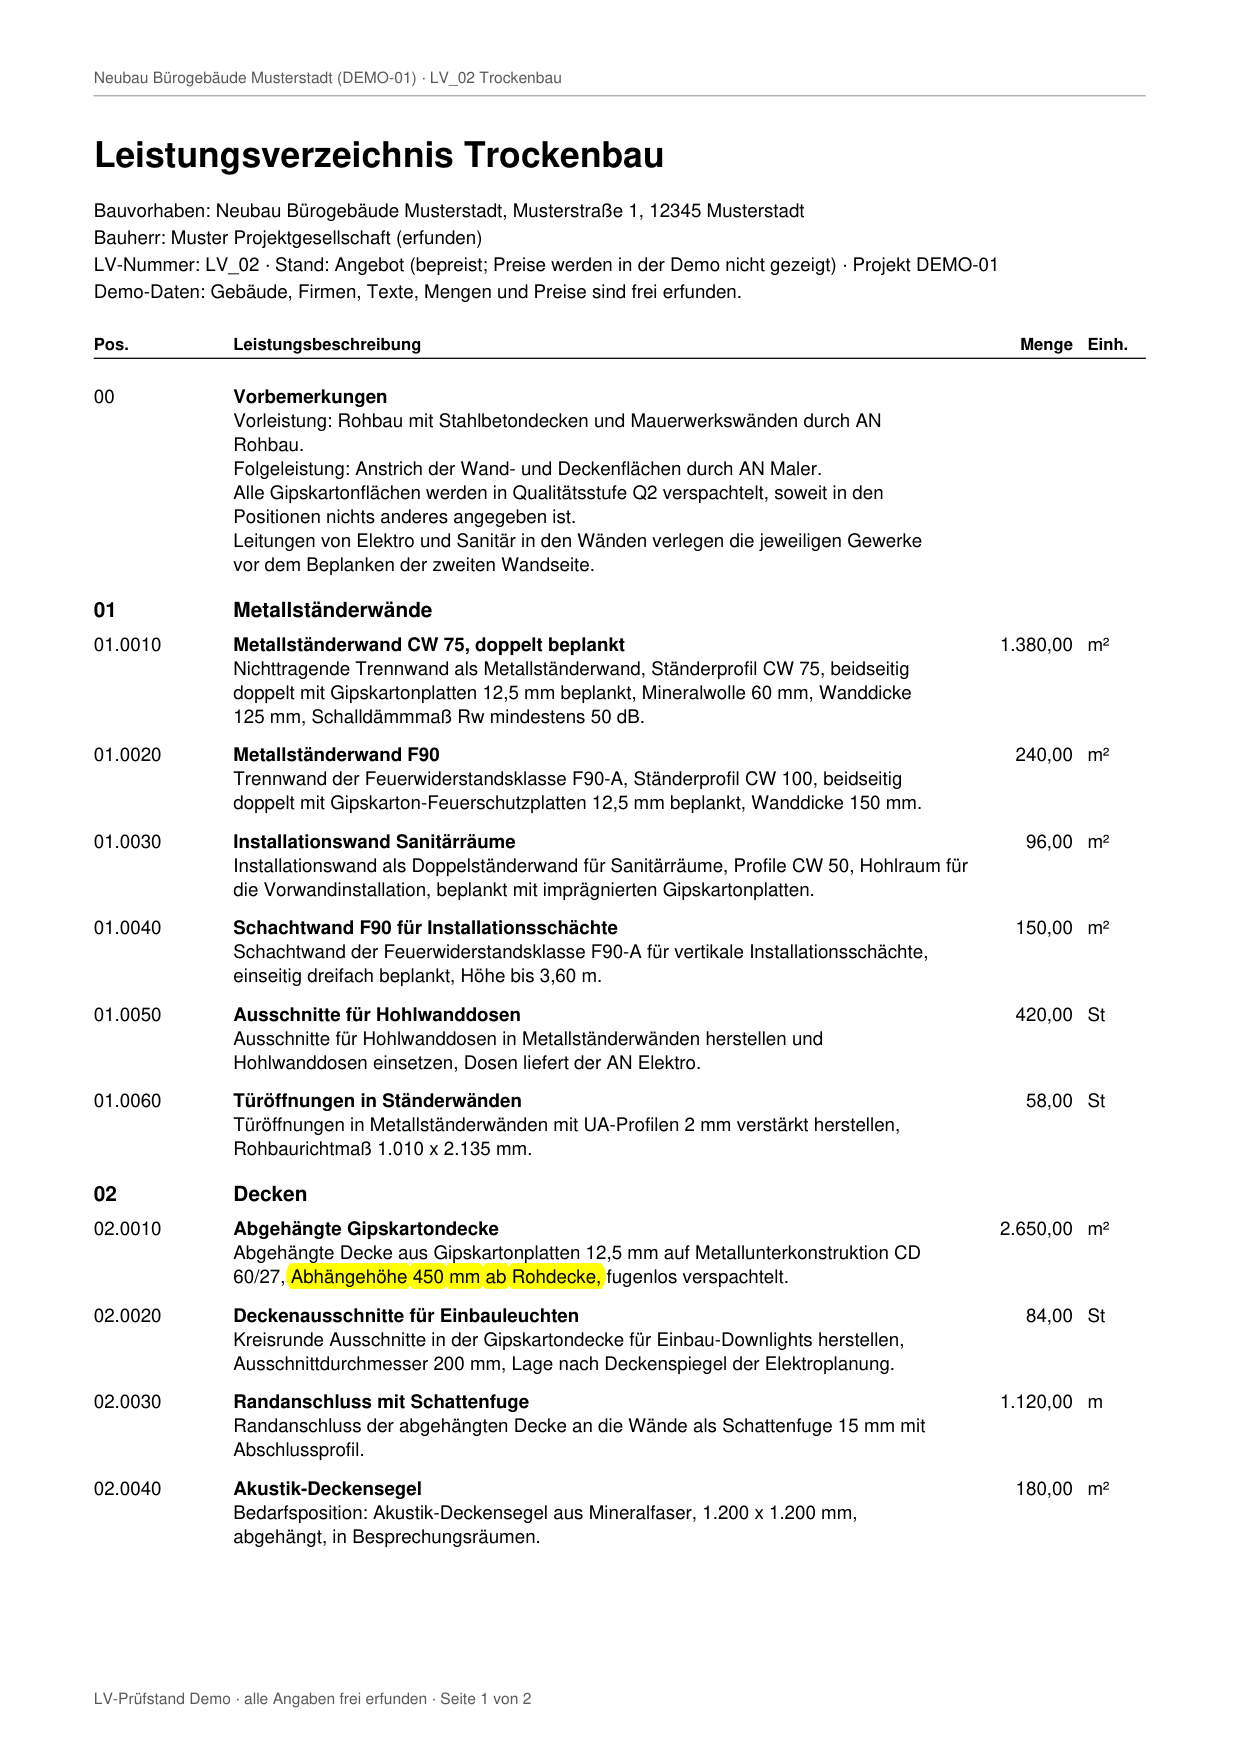 Neubau Bürogebäude Musterstadt (DEMO-01) · LV_02 Trockenbau
Leistungsverzeichnis Trockenbau
Bauvorhaben: Neubau Bürogebäude Musterstadt, Musterstraße 1, 12345 Musterstadt
Bauherr: Muster Projektgesellschaft (erfunden)
LV-Nummer: LV_02 · Stand: Angebot (bepreist; Preise werden in der Demo nicht gezeigt) · Projekt DEMO-01
Demo-Daten: Gebäude, Firmen, Texte, Mengen und Preise sind frei erfunden.
Pos. Leistungsbeschreibung Menge Einh.
00 Vorbemerkungen
Vorleistung: Rohbau mit Stahlbetondecken und Mauerwerkswänden durch AN
Rohbau.
Folgeleistung: Anstrich der Wand- und Deckenflächen durch AN Maler.
Alle Gipskartonflächen werden in Qualitätsstufe Q2 verspachtelt, soweit in den
Positionen nichts anderes angegeben ist.
Leitungen von Elektro und Sanitär in den Wänden verlegen die jeweiligen Gewerke
vor dem Beplanken der zweiten Wandseite.
01 Metallständerwände
01.0010 Metallständerwand CW 75, doppelt beplankt 1.380,00 m²
Nichttragende Trennwand als Metallständerwand, Ständerprofil CW 75, beidseitig
doppelt mit Gipskartonplatten 12,5 mm beplankt, Mineralwolle 60 mm, Wanddicke
125 mm, Schalldämmmaß Rw mindestens 50 dB.
01.0020 Metallständerwand F90 240,00 m²
Trennwand der Feuerwiderstandsklasse F90-A, Ständerprofil CW 100, beidseitig
doppelt mit Gipskarton-Feuerschutzplatten 12,5 mm beplankt, Wanddicke 150 mm.
01.0030 Installationswand Sanitärräume 96,00 m²
Installationswand als Doppelständerwand für Sanitärräume, Profile CW 50, Hohlraum für
die Vorwandinstallation, beplankt mit imprägnierten Gipskartonplatten.
01.0040 Schachtwand F90 für Installationsschächte 150,00 m²
Schachtwand der Feuerwiderstandsklasse F90-A für vertikale Installationsschächte,
einseitig dreifach beplankt, Höhe bis 3,60 m.
01.0050 Ausschnitte für Hohlwanddosen 420,00 St
Ausschnitte für Hohlwanddosen in Metallständerwänden herstellen und
Hohlwanddosen einsetzen, Dosen liefert der AN Elektro.
01.0060 Türöffnungen in Ständerwänden 58,00 St
Türöffnungen in Metallständerwänden mit UA-Profilen 2 mm verstärkt herstellen,
Rohbaurichtmaß 1.010 x 2.135 mm.
02 Decken
02.0010 Abgehängte Gipskartondecke 2.650,00 m²
Abgehängte Decke aus Gipskartonplatten 12,5 mm auf Metallunterkonstruktion CD
60/27, Abhängehöhe 450 mm ab Rohdecke, fugenlos verspachtelt.
02.0020 Deckenausschnitte für Einbauleuchten 84,00 St
Kreisrunde Ausschnitte in der Gipskartondecke für Einbau-Downlights herstellen,
Ausschnittdurchmesser 200 mm, Lage nach Deckenspiegel der Elektroplanung.
02.0030 Randanschluss mit Schattenfuge 1.120,00 m
Randanschluss der abgehängten Decke an die Wände als Schattenfuge 15 mm mit
Abschlussprofil.
02.0040 Akustik-Deckensegel 180,00 m²
Bedarfsposition: Akustik-Deckensegel aus Mineralfaser, 1.200 x 1.200 mm,
abgehängt, in Besprechungsräumen.
LV-Prüfstand Demo · alle Angaben frei erfunden · Seite 1 von 2